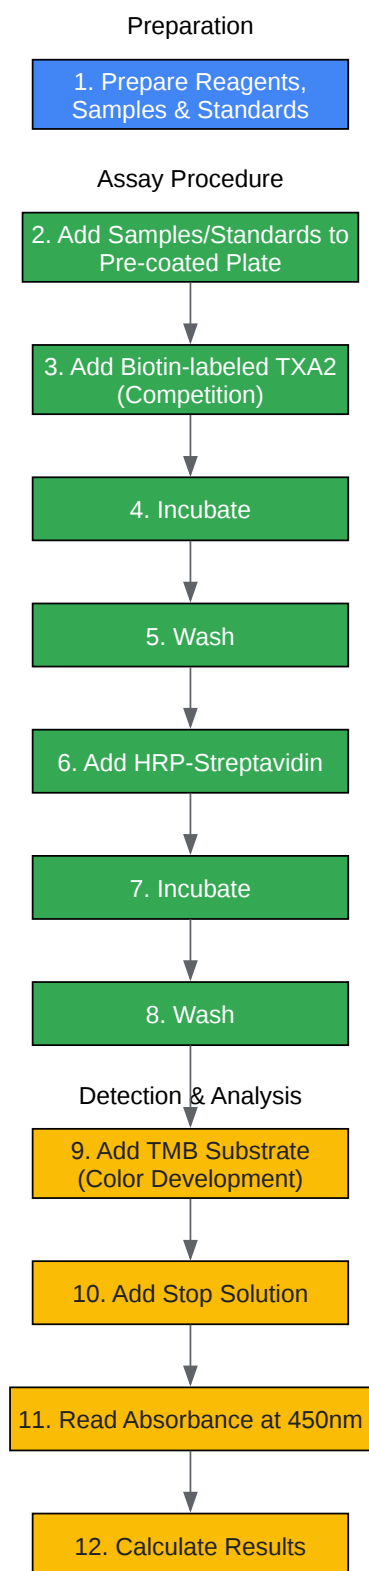 Preparation
1. Prepare Reagents,
Samples & Standards
Assay Procedure
2. Add Samples/Standards to
Pre-coated Plate
3. Add Biotin-labeled TXA2
(Competition)
4. Incubate
5. Wash
6. Add HRP-Streptavidin
7. Incubate
8. Wash
Detection & Analysis
9. Add TMB Substrate
(Color Development)
10. Add Stop Solution
11. Read Absorbance at 450nm
12. Calculate Results